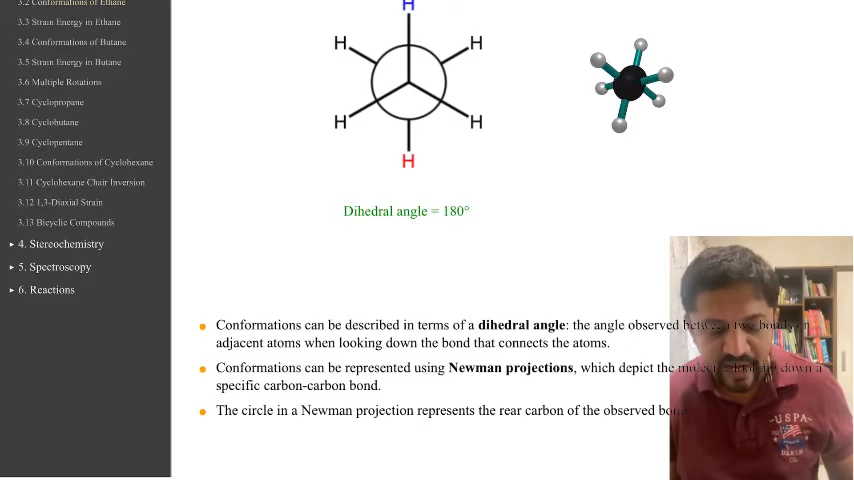 3.2 Conformations of Ethane
3.3 Strain Energy in Ethane
3.4 Conformations of Butane
3.5 Strain Energy in Butane
3.6 Multiple Rotations
3.7 Cyclopropane
3.8 Cyclobutane
3.9 Cyclopentane
3.10 Conformations of Cyclohexane
3.11 Cyclohexane Chair Inversion
3.12 1,3-Diaxial Strain
3.13 Bicyclic Compounds
4. Stereochemistry
5. Spectroscopy
6. Reactions
H
H
H
H
H
H
Dihedral angle = 180°
Conformations can be described in terms of a dihedral angle: the angle observed between two bonds on
adjacent atoms when looking down the bond that connects the atoms.
Conformations can be represented using Newman projections, which depict the molecule looking down a
specific carbon-carbon bond.
The circle in a Newman projection represents the rear carbon of the observed bond
USPA